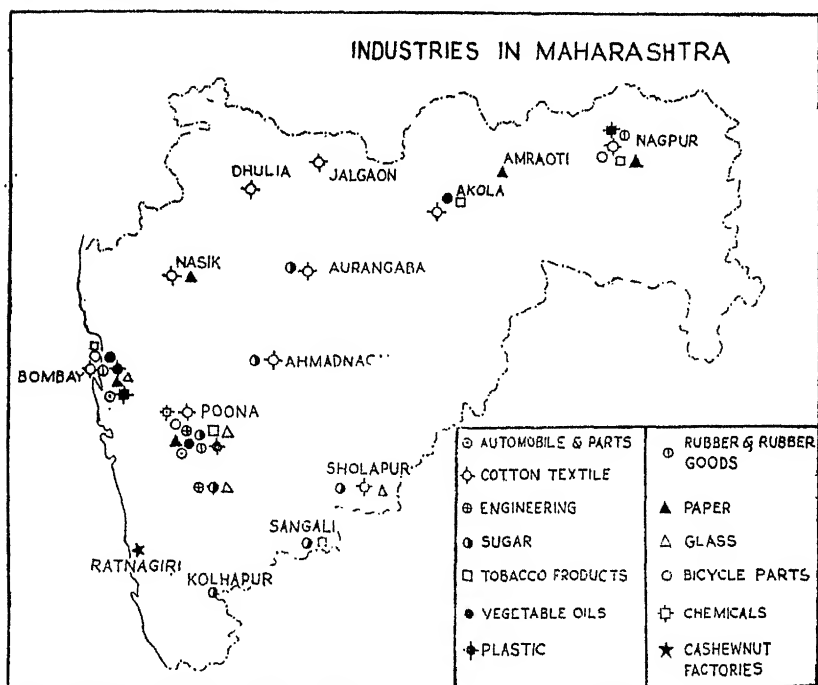 INDUSTRIES IN MAHARASHTRA
NAGPUR
AMRAOTI
DHULIA
JALGAON
AKOLA
NASIK
AURANGABA
AHMADNAG
BOMBAY
POONA
SHOLAPUR
SANGALI
RATNAGIRI
KOLHAPUR
AUTOMOBILE & PARTS
COTTON TEXTILE
ENGINEERING
SUGAR
TOBACCO PRODUCTS
VEGETABLE OILS
PLASTIC
RUBBER & RUBBER
GOODS
PAPER
GLASS
BICYCLE PARTS
CHEMICALS
CASHEWNUT
FACTORIES